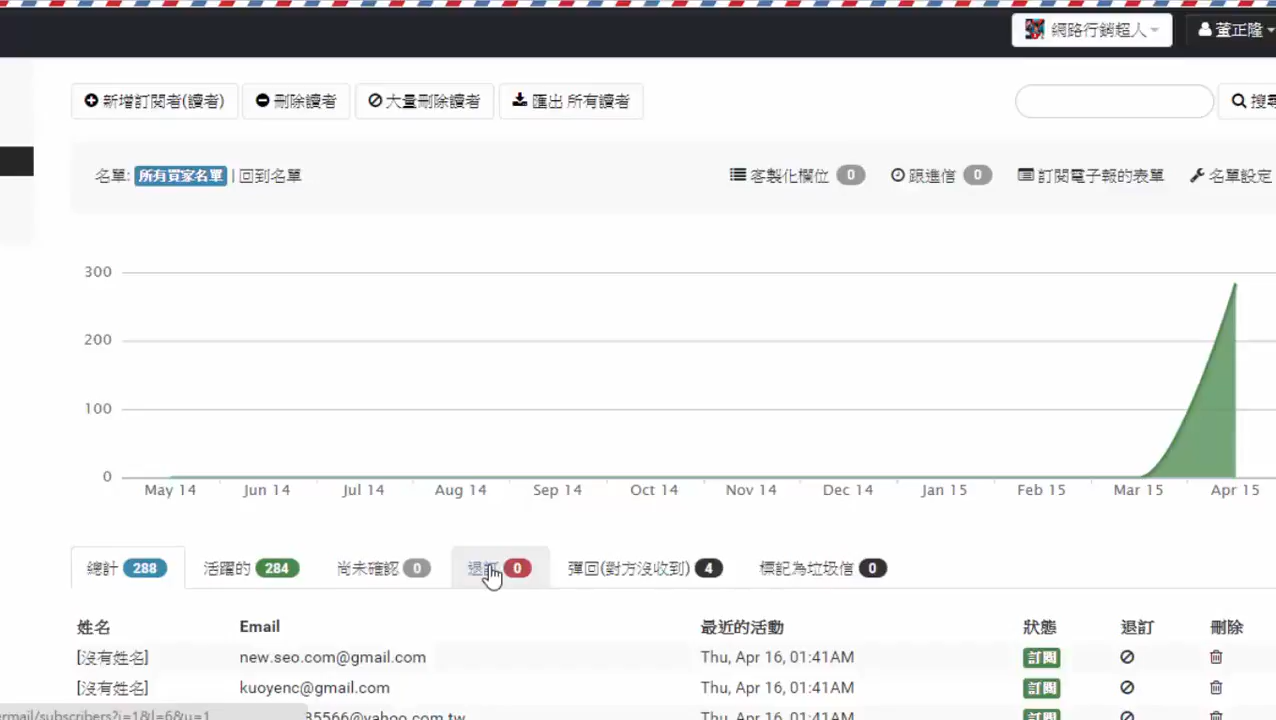 網路行銷超人
董正隆
新增訂閱者(讀者) 刪除讀者 大量刪除讀者 匯出 所有讀者
搜尋
名單: 所有買家名單 | 回到名單 客製化欄位 0 跟進信 0 訂閱電子報的表單 名單設定
300
200
100
0
May 14 Jun 14 Jul 14 Aug 14 Sep 14 Oct 14 Nov 14 Dec 14 Jan 15 Feb 15 Mar 15 Apr 15
總計 288 活躍的 284 尚未確認 0 退訂 0 彈回(對方沒收到) 4 標記為垃圾信 0
姓名 Email 最近的活動 狀態 退訂 刪除
[沒有姓名] new.seo.com@gmail.com Thu, Apr 16, 01:41AM 訂閱
[沒有姓名] kuoyenc@gmail.com Thu, Apr 16, 01:41AM 訂閱
35566@yahoo.com.tw Thu, Apr 16, 01:41AM 訂閱
ermail/subscribers?i=1&l=6&u=1